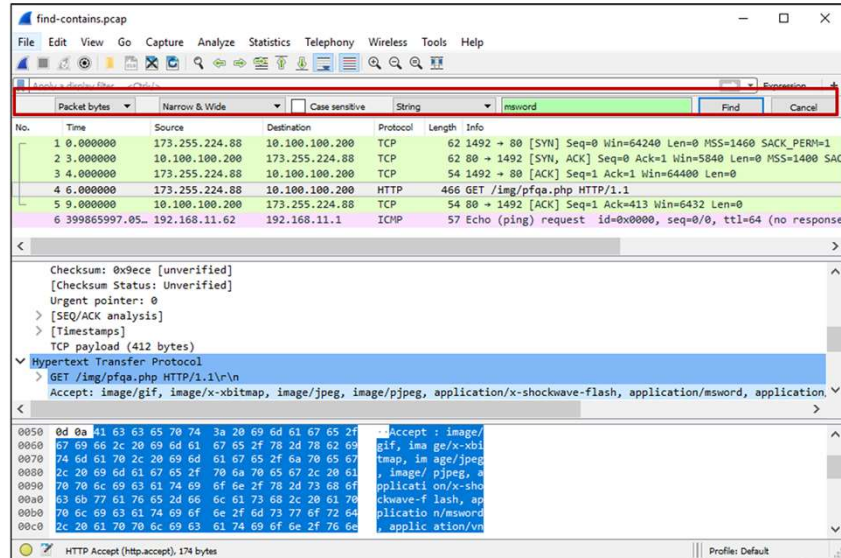 find-contains.pcap
File Edit View Go Capture Analyze Statistics Telephony Wireless Tools Help
Apply a display filter ... <Ctrl-/> Expression... +
Packet bytes Narrow & Wide Case sensitive String msword Find Cancel
No. Time Source Destination Protocol Length Info
1 0.000000 173.255.224.88 10.100.100.200 TCP 62 1492 → 80 [SYN] Seq=0 Win=64240 Len=0 MSS=1460 SACK_PERM=1
2 3.000000 10.100.100.200 173.255.224.88 TCP 62 80 → 1492 [SYN, ACK] Seq=0 Ack=1 Win=5840 Len=0 MSS=1400 SAC
3 4.000000 173.255.224.88 10.100.100.200 TCP 54 1492 → 80 [ACK] Seq=1 Ack=1 Win=64400 Len=0
4 6.000000 173.255.224.88 10.100.100.200 HTTP 466 GET /img/pfqa.php HTTP/1.1
5 9.000000 10.100.100.200 173.255.224.88 TCP 54 80 → 1492 [ACK] Seq=1 Ack=413 Win=6432 Len=0
6 399865997.05… 192.168.11.62 192.168.11.1 ICMP 57 Echo (ping) request id=0x0000, seq=0/0, ttl=64 (no response
Checksum: 0x9ece [unverified]
[Checksum Status: Unverified]
Urgent pointer: 0
[SEQ/ACK analysis]
[Timestamps]
TCP payload (412 bytes)
Hypertext Transfer Protocol
GET /img/pfqa.php HTTP/1.1\r\n
Accept: image/gif, image/x-xbitmap, image/jpeg, image/pjpeg, application/x-shockwave-flash, application/msword, application,
0050 0d 0a 41 63 63 65 70 74 3a 20 69 6d 61 67 65 2f ··Accept : image/
0060 67 69 66 2c 20 69 6d 61 67 65 2f 78 2d 78 62 69 gif, ima ge/x-xbi
0070 74 6d 61 70 2c 20 69 6d 61 67 65 2f 6a 70 65 67 tmap, im age/jpeg
0080 2c 20 69 6d 61 67 65 2f 70 6a 70 65 67 2c 20 61 , image/ pjpeg, a
0090 70 70 6c 69 63 61 74 69 6f 6e 2f 78 2d 73 68 6f pplicati on/x-sho
00a0 63 6b 77 61 76 65 2d 66 6c 61 73 68 2c 20 61 70 ckwave-f lash, ap
00b0 70 6c 69 63 61 74 69 6f 6e 2f 6d 73 77 6f 72 64 plicatio n/msword
00c0 2c 20 61 70 70 6c 69 63 61 74 69 6f 6e 2f 76 6e , applic ation/vn
HTTP Accept (http.accept), 174 bytes Profile: Default